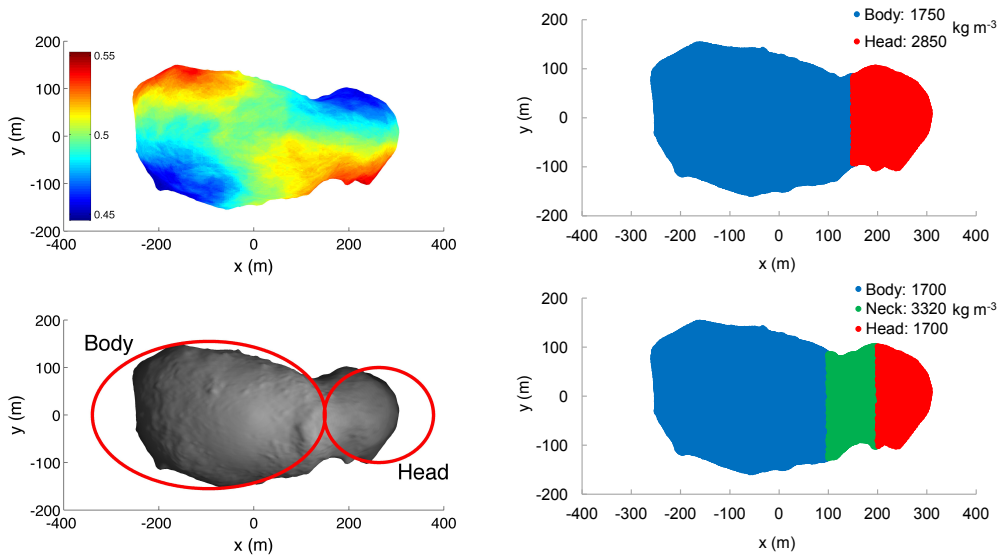 200
100
0
-100
-200
y (m)
0.55
0.5
0.45
-400 -200 0 200 400
x (m)
Body: 1750
Head: 2850
kg m-3
200
100
0
-100
-200
y (m)
-400 -300 -200 -100 0 100 200 300 400
x (m)
200
100
0
-100
-200
y (m)
Body
Head
-400 -200 0 200 400
x (m)
Body: 1700
Neck: 3320 kg m-3
Head: 1700
200
100
0
-100
-200
y (m)
-400 -300 -200 -100 0 100 200 300 400
x (m)